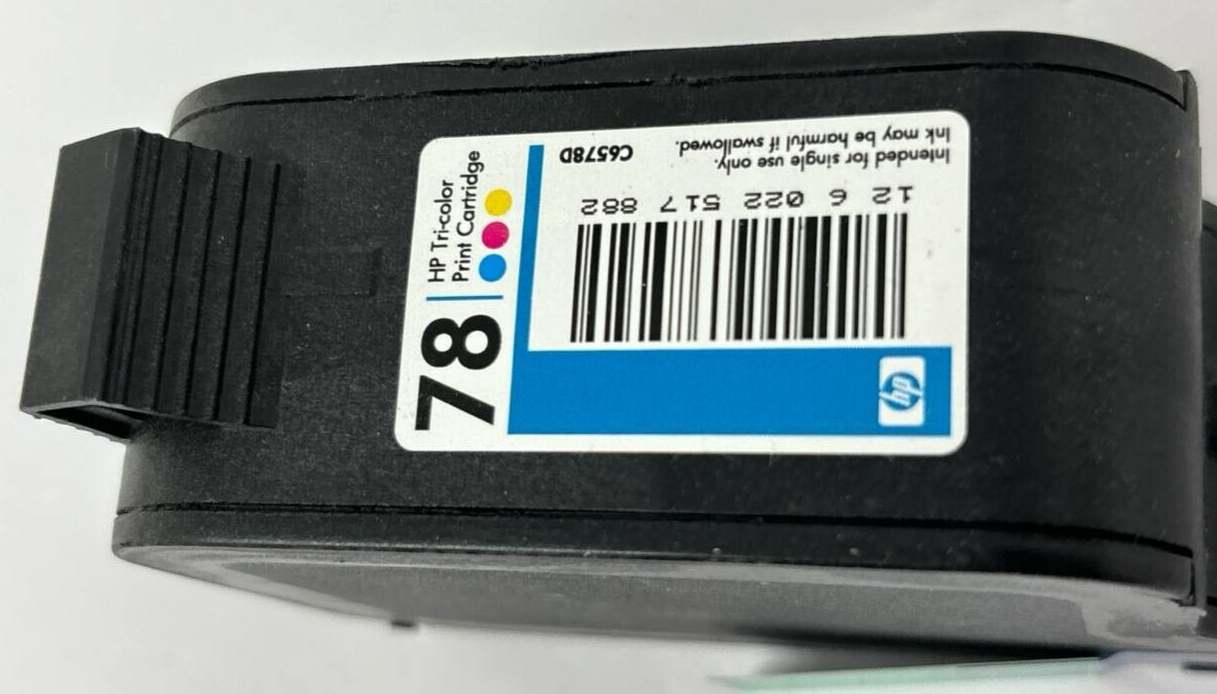 78
HP Tri-color
Print Cartridge
Intended for single use only.
Ink may be harmful if swallowed.
C6578D
12 6 022 517 882
hp